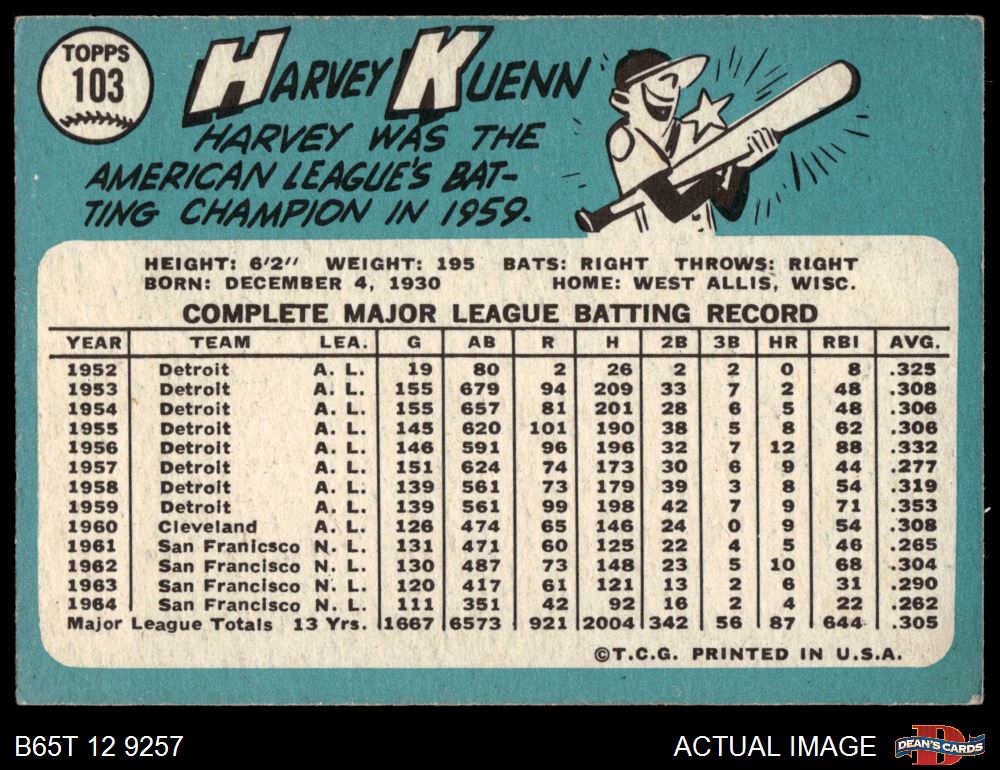 TOPPS
103
HARVEY KUENN
HARVEY WAS THE
AMERICAN LEAGUE'S BAT-
TING CHAMPION IN 1959.
HEIGHT: 6'2" WEIGHT: 195 BATS: RIGHT THROWS: RIGHT
BORN: DECEMBER 4, 1930 HOME: WEST ALLIS, WISC.
COMPLETE MAJOR LEAGUE BATTING RECORD
YEAR TEAM LEA. G AB R H 2B 3B HR RBI AVG.
1952 Detroit A. L. 19 80 2 26 2 2 0 8 .325
1953 Detroit A. L. 155 679 94 209 33 7 2 48 .308
1954 Detroit A. L. 155 657 81 201 28 6 5 48 .306
1955 Detroit A. L. 145 620 101 190 38 5 8 62 .306
1956 Detroit A. L. 146 591 96 196 32 7 12 88 .332
1957 Detroit A. L. 151 624 74 173 30 6 9 44 .277
1958 Detroit A. L. 139 561 73 179 39 3 8 54 .319
1959 Detroit A. L. 139 561 99 198 42 7 9 71 .353
1960 Cleveland A. L. 126 474 65 146 24 0 9 54 .308
1961 San Franicsco N. L. 131 471 60 125 22 4 5 46 .265
1962 San Francisco N. L. 130 487 73 148 23 5 10 68 .304
1963 San Francisco N. L. 120 417 61 121 13 2 6 31 .290
1964 San Francisco N. L. 111 351 42 92 16 2 4 22 .262
Major League Totals 13 Yrs. 1667 6573 921 2004 342 56 87 644 .305
©T.C.G. PRINTED IN U.S.A.
B65T 12 9257 ACTUAL IMAGE D DEAN'S CARDS